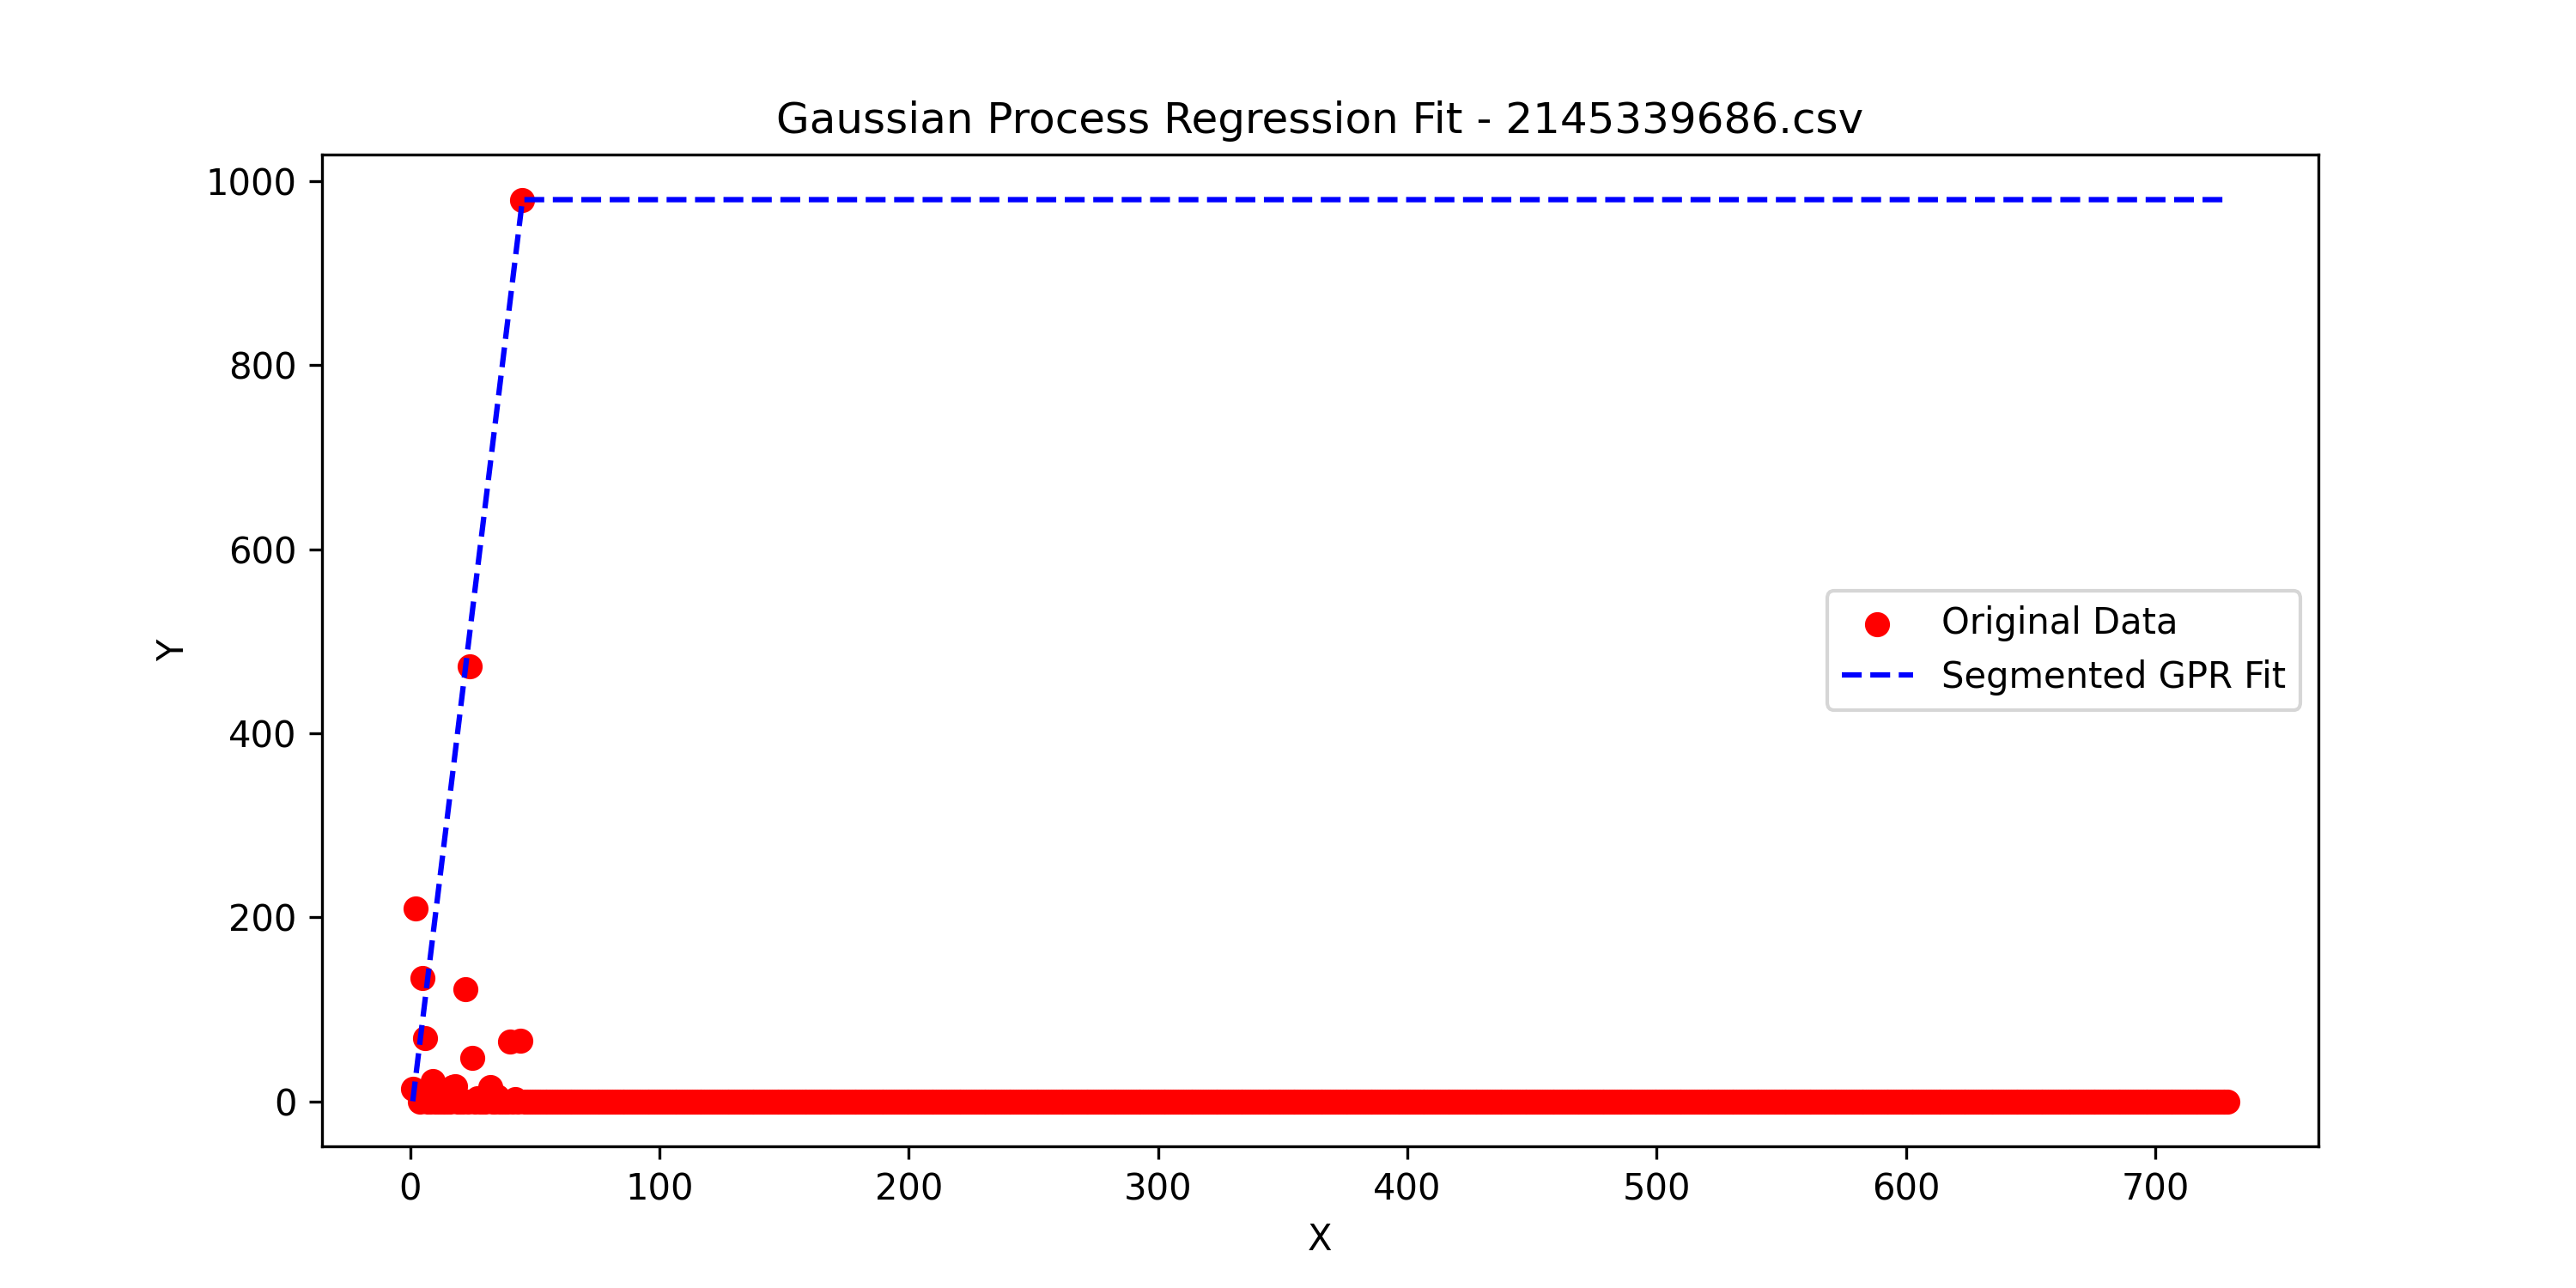 Gaussian Process Regression Fit - 2145339686.csv
1000
800
600
400
200
0
Y
Original Data
Segmented GPR Fit
0 100 200 300 400 500 600 700
X